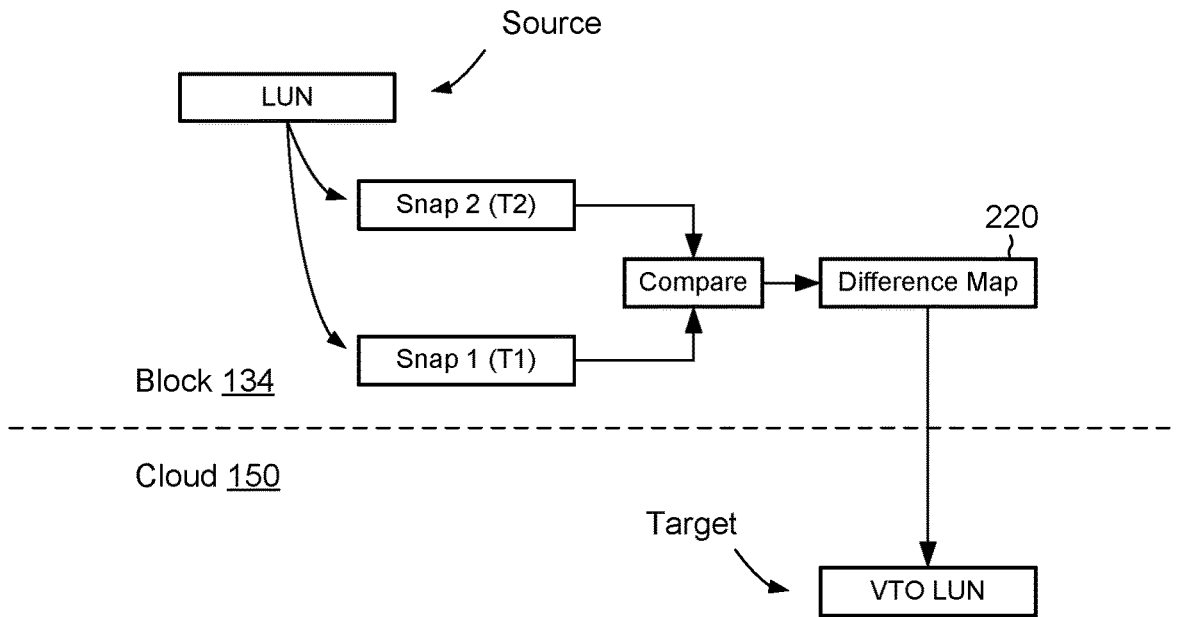 Source
LUN
Snap 2 (T2)
220
Compare
Difference Map
Snap 1 (T1)
Block 134
Cloud 150
Target
VTO LUN